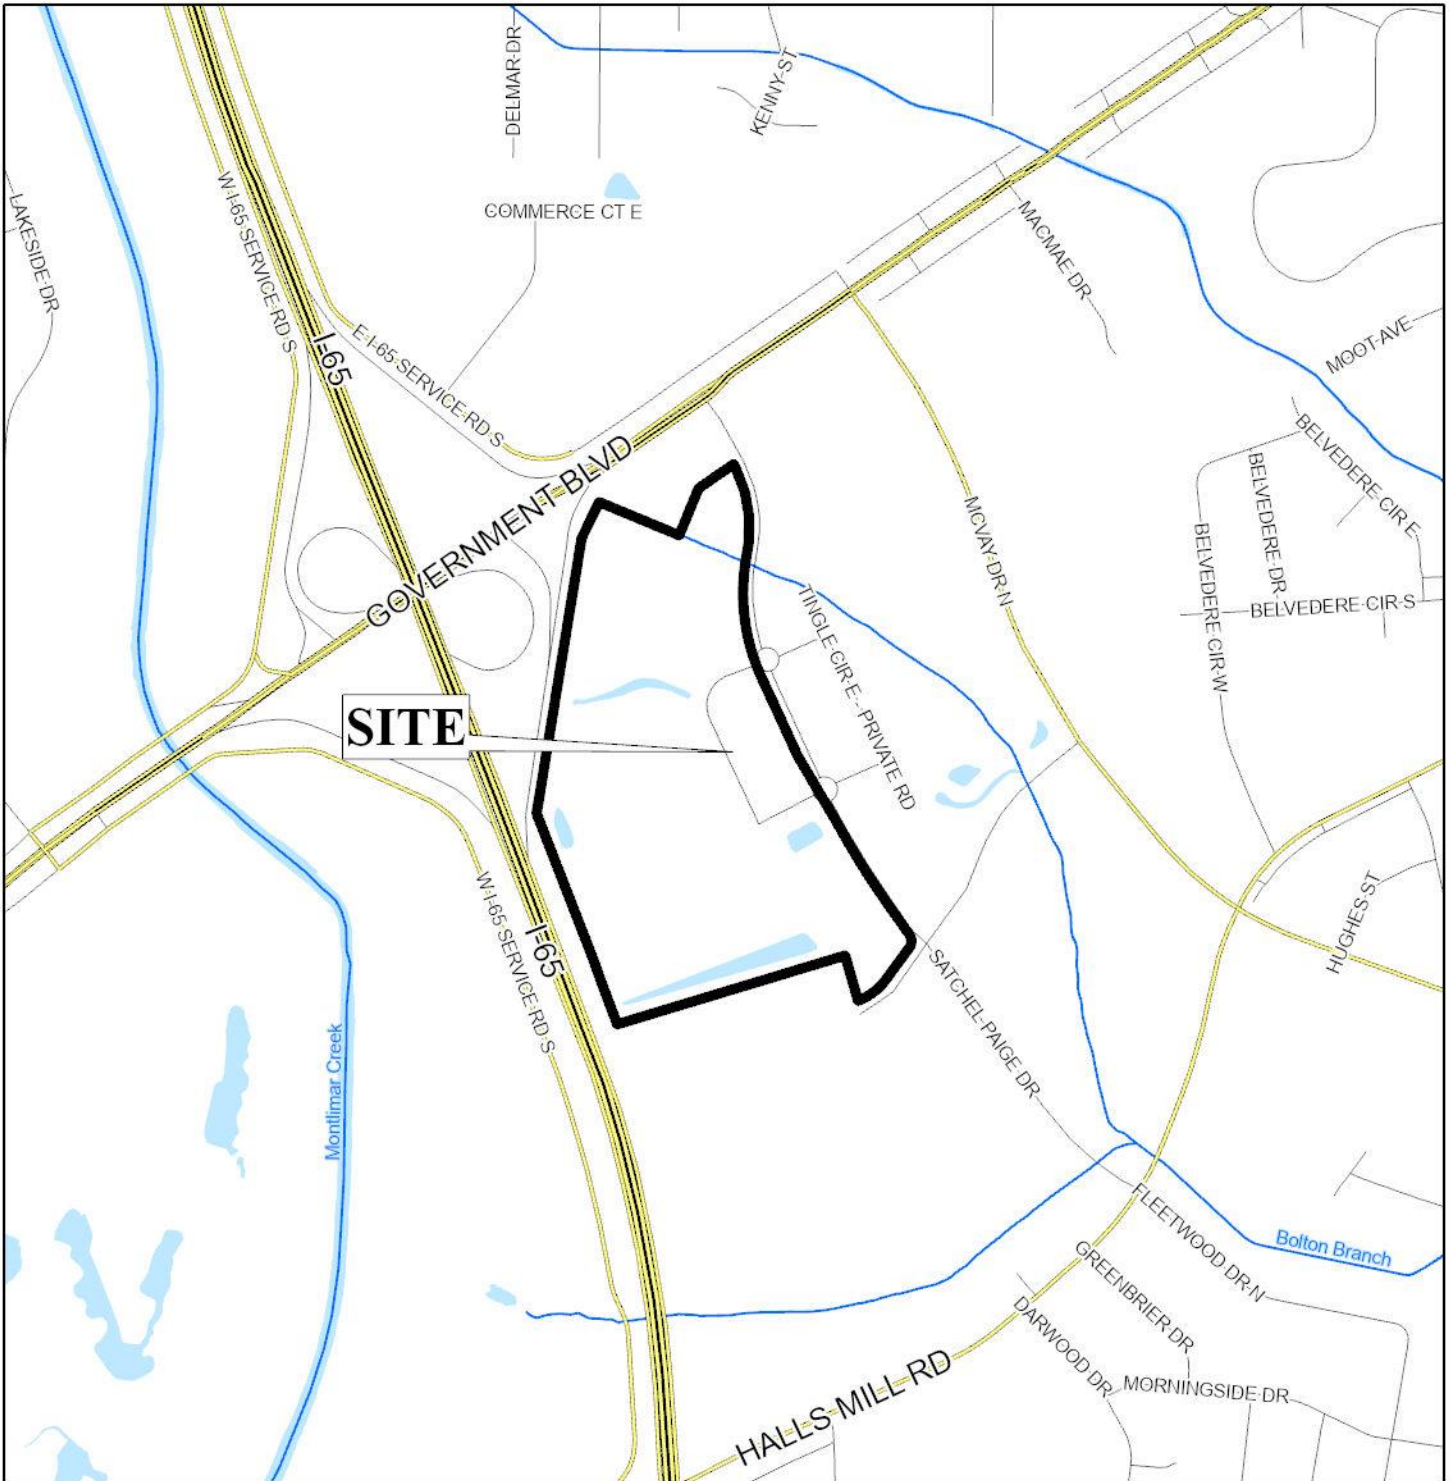 DELMAR DR
KENNY ST
LAKESIDE DR
W I-65 SERVICE RD S
COMMERCE CT E
MACMAE DR
I-65
E I-65 SERVICE RD S
MOOT AVE
GOVERNMENT BLVD
BELVEDERE CIR E
BELVEDERE DR
MCVAY DR N
BELVEDERE CIR W
BELVEDERE CIR S
TINGLE CIR E - PRIVATE RD
SITE
W I-65 SERVICE RD S
I-65
HUGHES ST
SATCHEL PAIGE DR
Montlimar Creek
FLEETWOOD DR N
Bolton Branch
GREENBRIER DR
DARWOOD DR
MORNINGSIDE DR
HALLS MILL RD